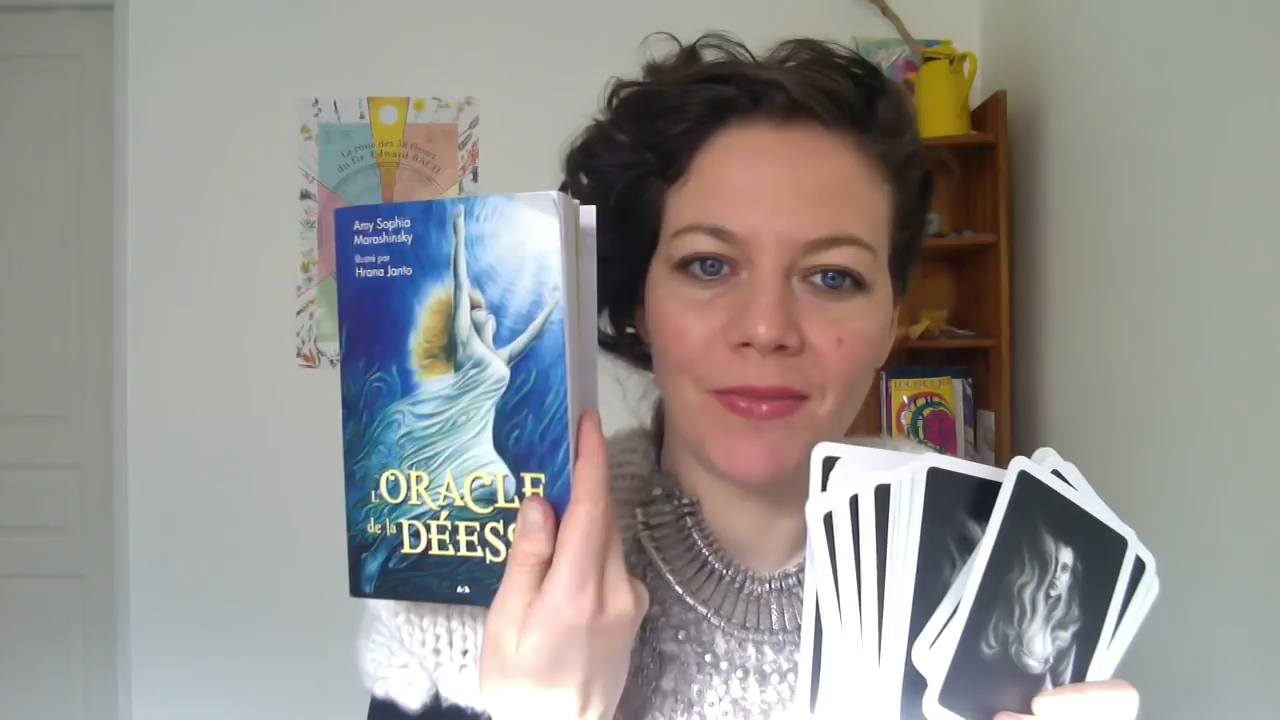 La roue des 38 fleurs
du Dr. Edward BACH
Amy Sophia
Marashinsky
illustré par
Hrana Janto
L'ORACLE
de la DÉESS